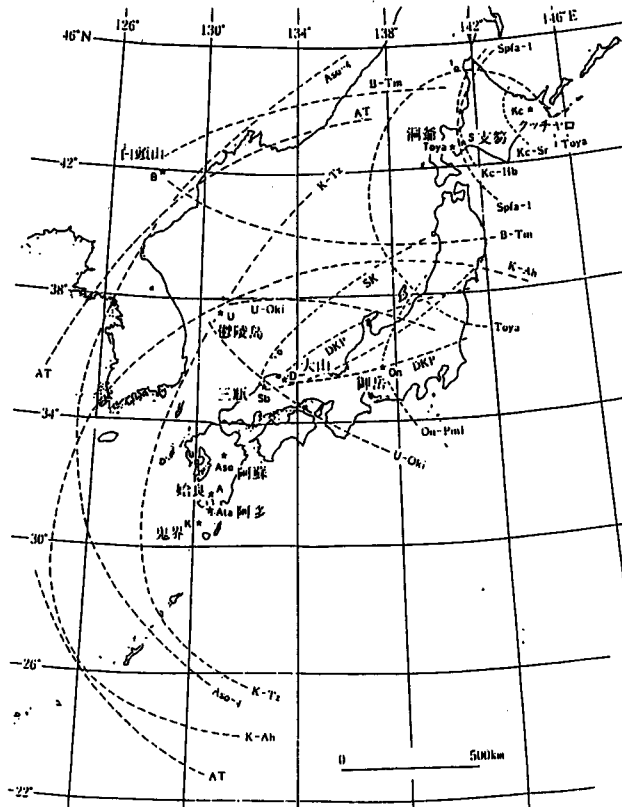 126°
130°
134°
138°
142°
146°E
46°N
Spfa-1
Aso-4
B-Tm
AT
Kc
クッチャロ
洞爺
Toya
S
支笏
白頭山
B
42°
K-Tz
Kc-Hb
Kc-Sr
Toya
Spfa-1
B-Tm
K-Ah
38°
SK
U
U-Oki
鬱陵島
Toya
大山
DKP
D
DKP
御岳
On
AT
三瓶
Sb
34°
On-Pm1
U-Oki
Aso
阿蘇
姶良
A
Ata
阿多
鬼界
K
30°
26°
Aso-4
K-Tz
K-Ah
AT
0
500km
22°